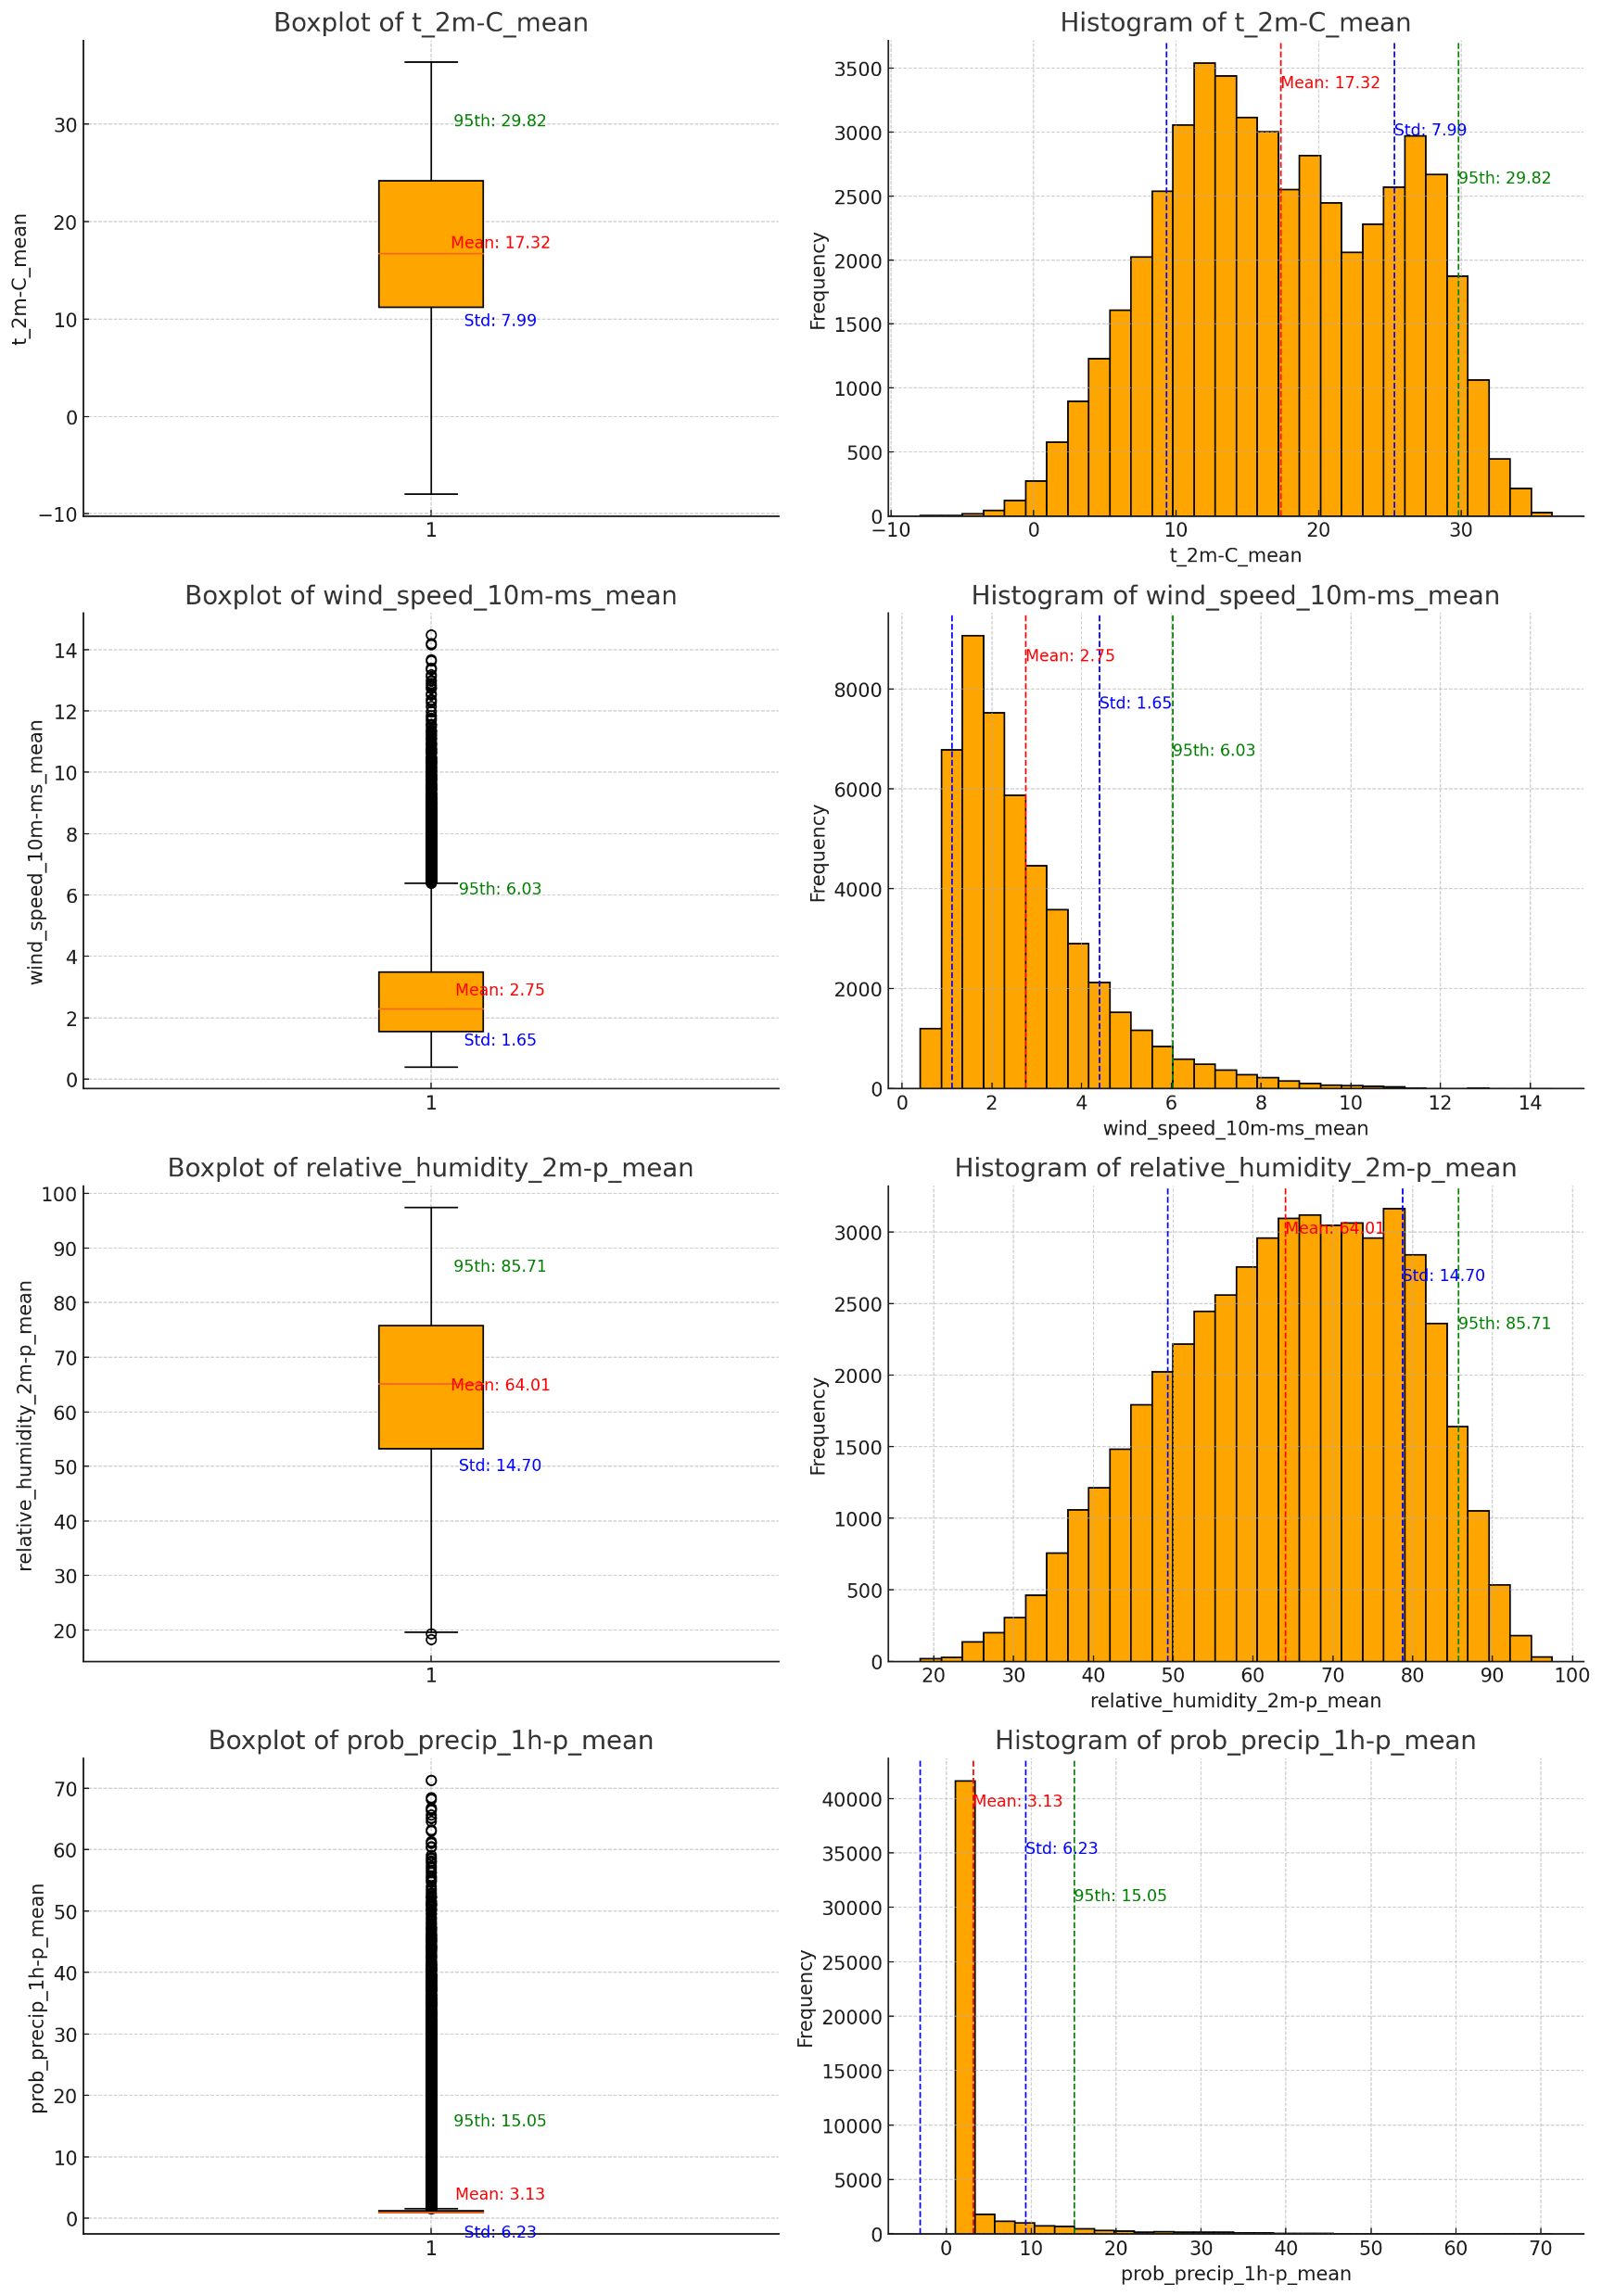 Boxplot of t_2m-C_mean
t_2m-C_mean
30
20
10
0
−10
95th: 29.82
Mean: 17.32
Std: 7.99
1
Histogram of t_2m-C_mean
Frequency
3500
3000
2500
2000
1500
1000
500
0
Mean: 17.32
Std: 7.99
95th: 29.82
−10
0
10
20
30
t_2m-C_mean
Boxplot of wind_speed_10m-ms_mean
wind_speed_10m-ms_mean
14
12
10
8
6
4
2
0
95th: 6.03
Mean: 2.75
Std: 1.65
1
Histogram of wind_speed_10m-ms_mean
Frequency
8000
6000
4000
2000
0
Mean: 2.75
Std: 1.65
95th: 6.03
0
2
4
6
8
10
12
14
wind_speed_10m-ms_mean
Boxplot of relative_humidity_2m-p_mean
relative_humidity_2m-p_mean
100
90
80
70
60
50
40
30
20
95th: 85.71
Mean: 64.01
Std: 14.70
1
Histogram of relative_humidity_2m-p_mean
Frequency
3000
2500
2000
1500
1000
500
0
Mean: 64.01
Std: 14.70
95th: 85.71
20
30
40
50
60
70
80
90
100
relative_humidity_2m-p_mean
Boxplot of prob_precip_1h-p_mean
prob_precip_1h-p_mean
70
60
50
40
30
20
10
0
95th: 15.05
Mean: 3.13
Std: 6.23
1
Histogram of prob_precip_1h-p_mean
Frequency
40000
35000
30000
25000
20000
15000
10000
5000
0
Mean: 3.13
Std: 6.23
95th: 15.05
0
10
20
30
40
50
60
70
prob_precip_1h-p_mean